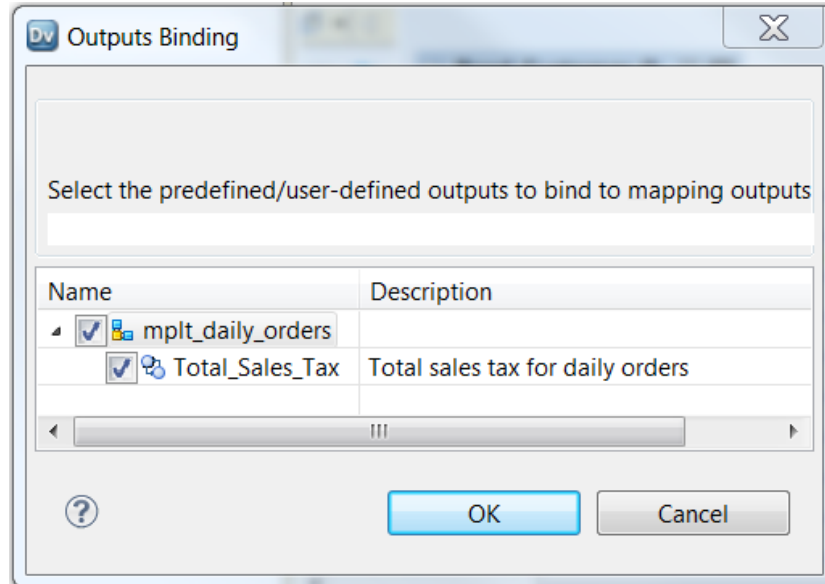 Dv Outputs Binding
Select the predefined/user-defined outputs to bind to mapping outputs
Name Description
mplt_daily_orders
Total_Sales_Tax Total sales tax for daily orders
? OK Cancel